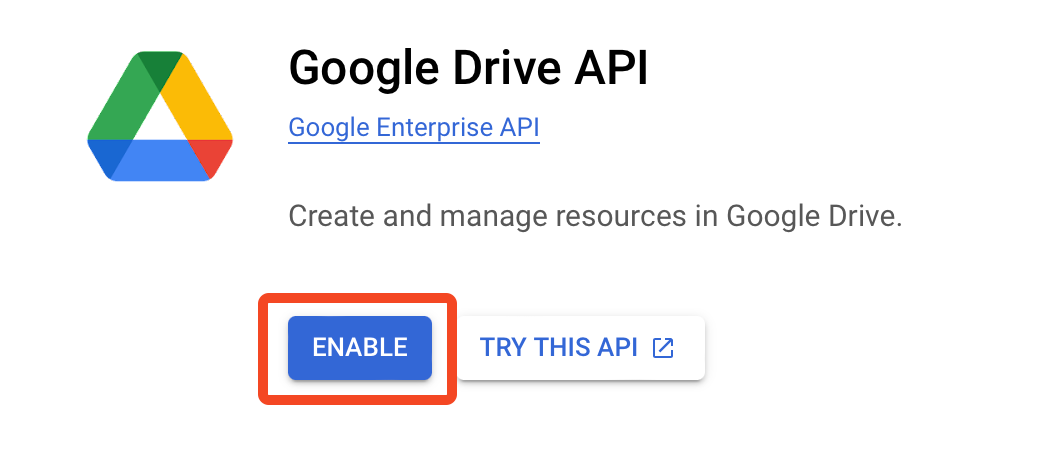 Google Drive API
Google Enterprise API
Create and manage resources in Google Drive.
ENABLE TRY THIS API